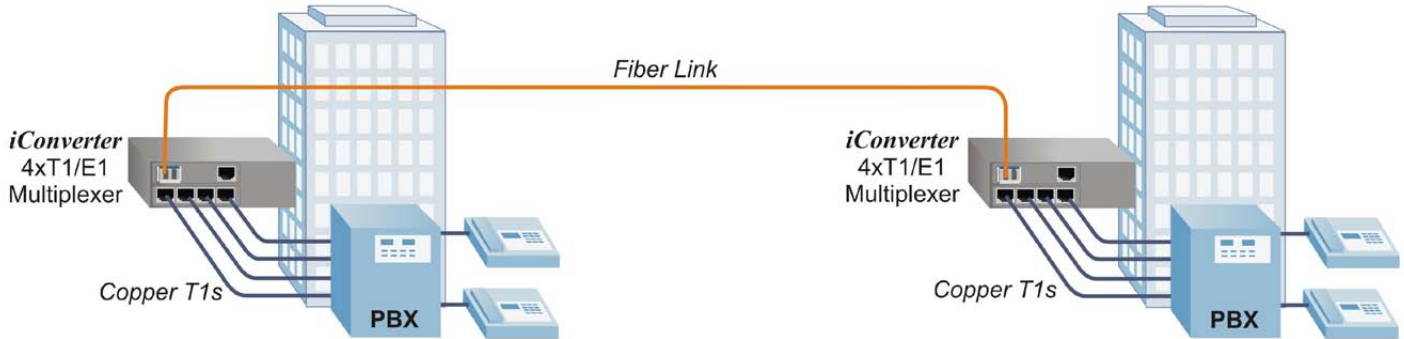 Fiber Link
iConverter
4xT1/E1
Multiplexer
Copper T1s
PBX
iConverter
4xT1/E1
Multiplexer
Copper T1s
PBX